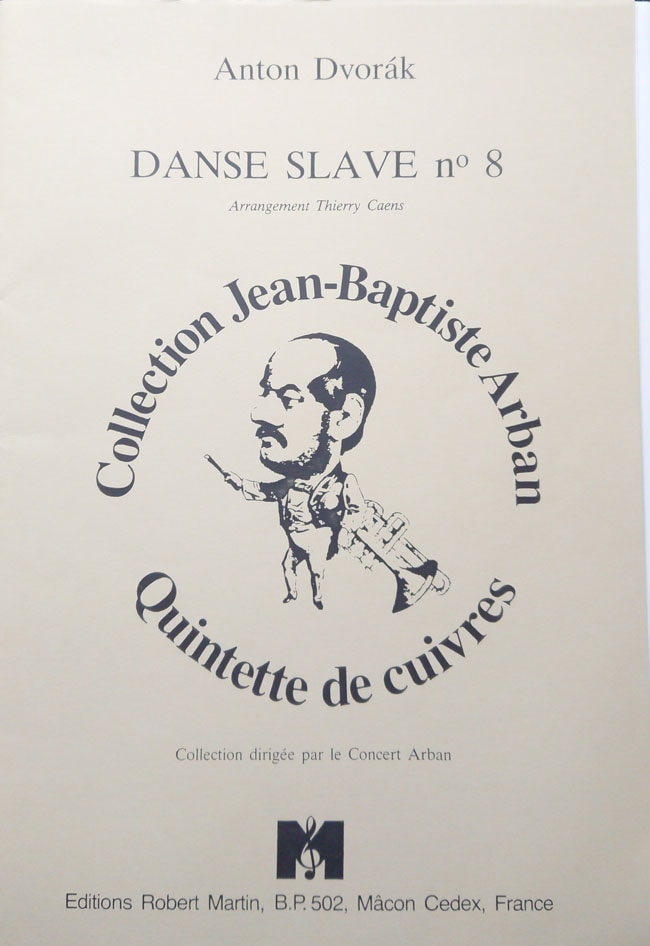 Anton Dvorák
DANSE SLAVE nº 8
Arrangement Thierry Caens
Collection Jean-Baptiste Arban
Quintette de cuivres
Collection dirigée par le Concert Arban
M
Editions Robert Martin, B.P. 502, Mâcon Cedex, France